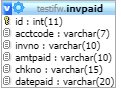 testifw.invpaid
id : int(11)
acctcode : varchar(7)
invno : varchar(10)
amtpaid : varchar(10)
chkno : varchar(15)
datepaid : varchar(20)